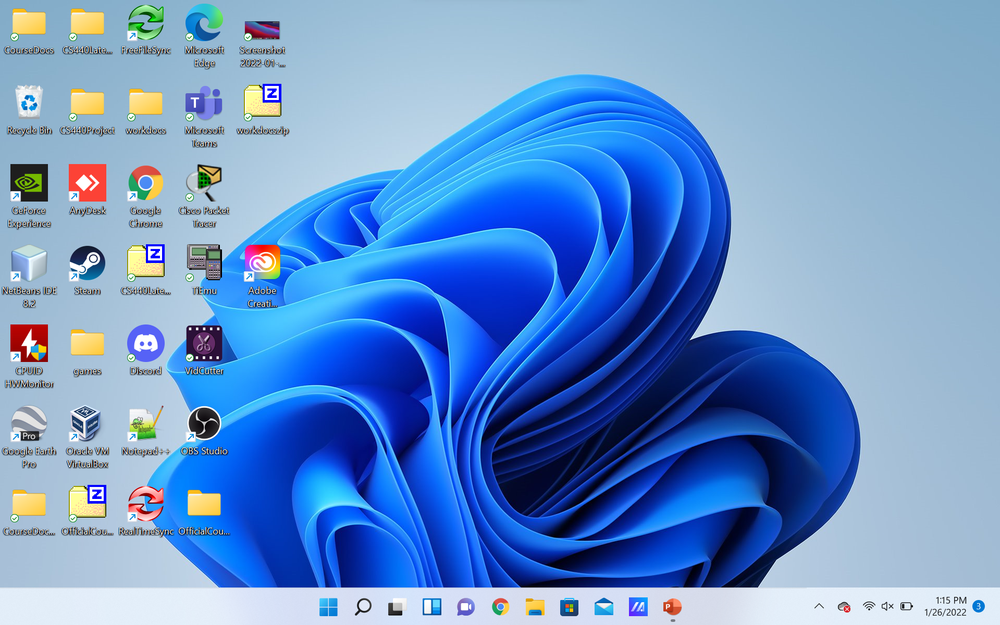 CourseDocs
CS440Late...
FreeFileSync
Microsoft
Edge
Screenshot
2022-01-...
Recycle Bin
CS440Project
workdocs
T
Microsoft
Teams
Z
workdocszip
GeForce
Experience
AnyDesk
Google
Chrome
Cisco Packet
Tracer
NetBeans IDE
8.2
Steam
Z
CS440Late...
TiEmu
Adobe
Creati...
CPUID
HWMonitor
games
Discord
VidCutter
Pro
Google Earth
Pro
ORACLE
Oracle VM
VirtualBox
Notepad++
Notepad++
OBS Studio
CourseDoc...
Z
OfficialCou...
RealTimeSync
OfficialCou...
P
1:15 PM
1/26/2022
3